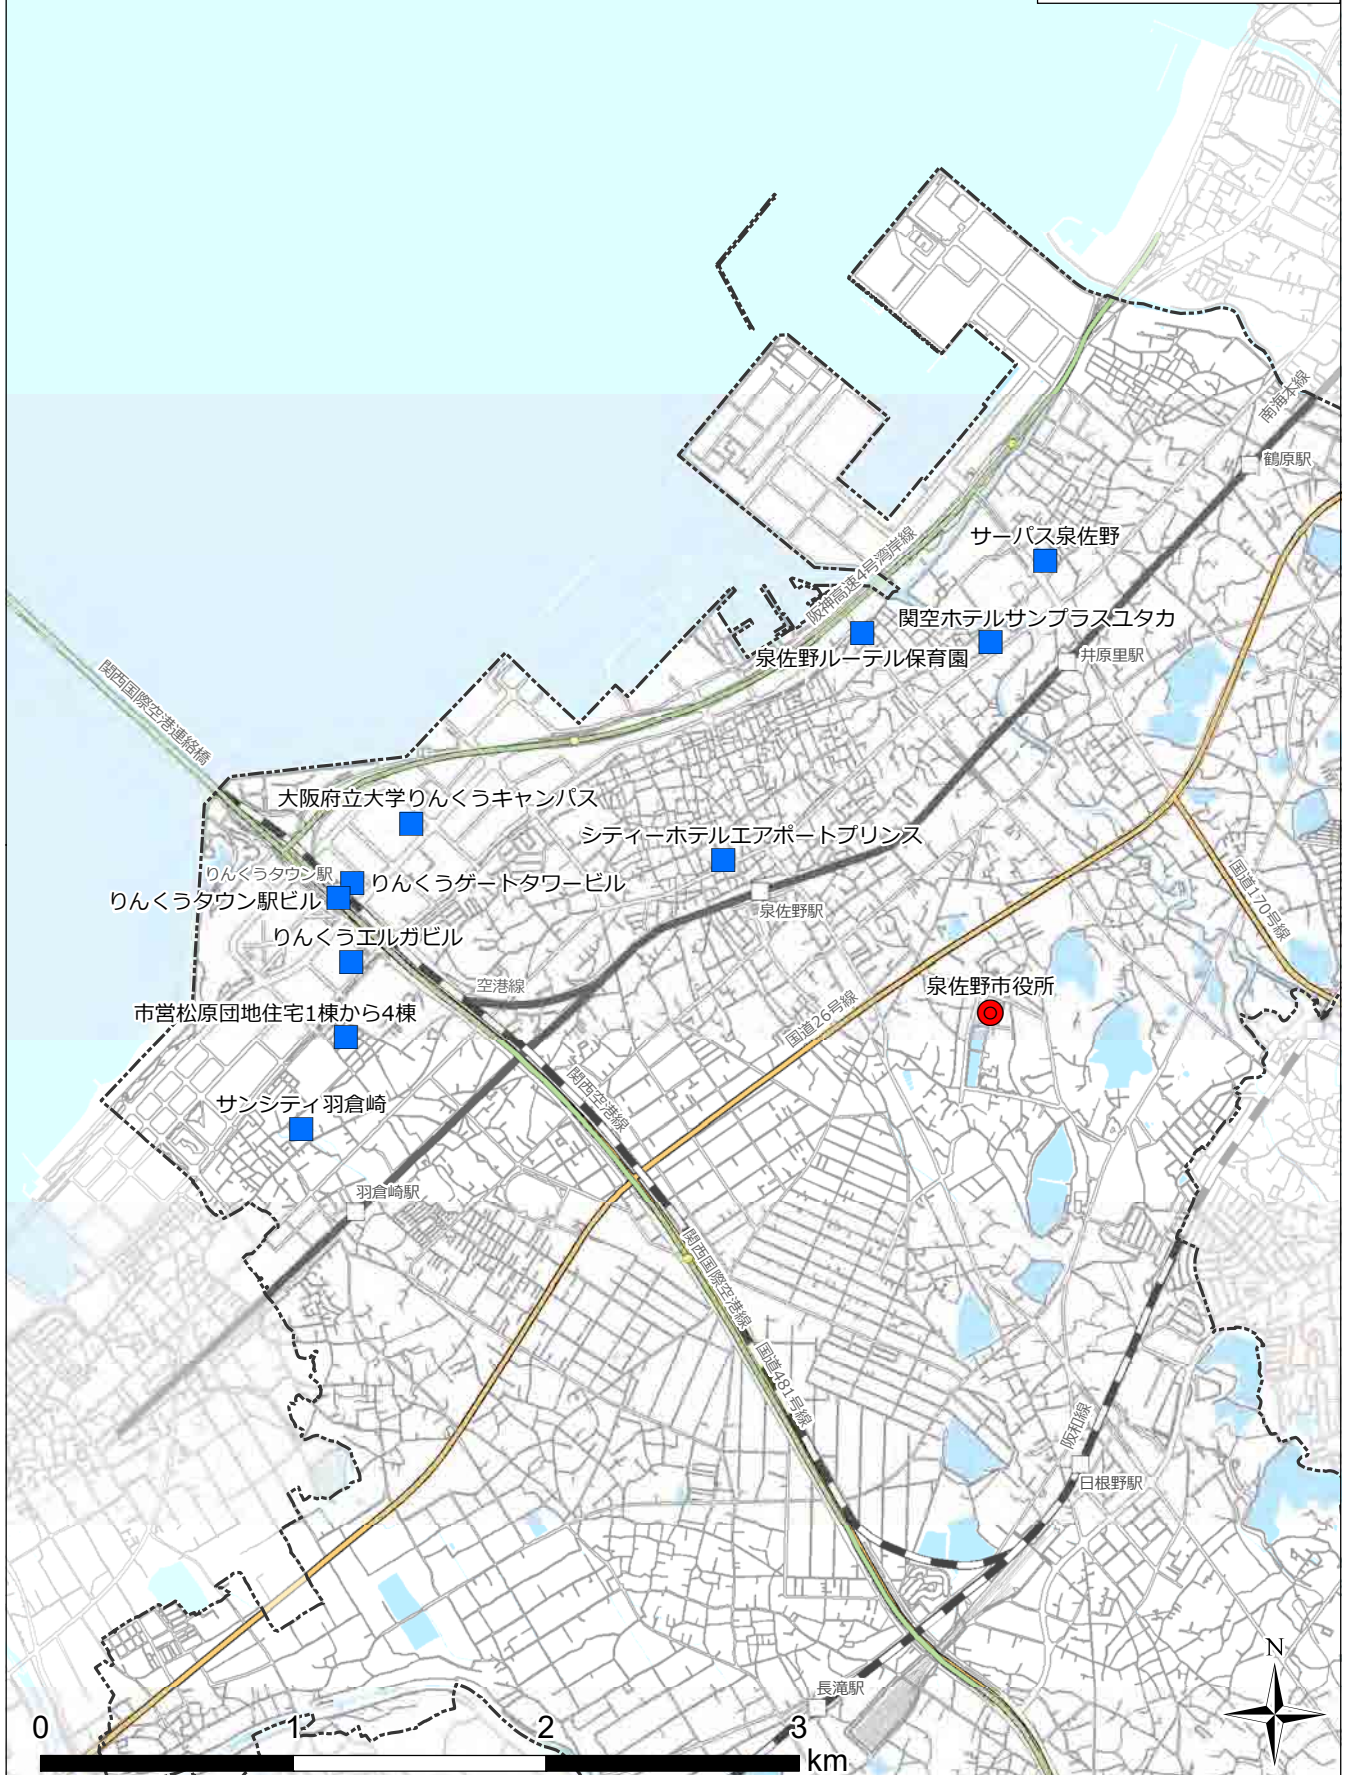 南海本線
鶴原駅
サーパス泉佐野
阪神高速4号湾岸線
関空ホテルサンプラスユタカ
泉佐野ルーテル保育園
井原里駅
関西国際空港連絡橋
大阪府立大学りんくうキャンパス
シティーホテルエアポートプリンス
りんくうタウン駅
りんくうゲートタワービル
りんくうタウン駅ビル
泉佐野駅
国道170号線
りんくうエルガビル
空港線
泉佐野市役所
国道26号線
市営松原団地住宅1棟から4棟
関西空港線
サンシティ羽倉崎
羽倉崎駅
関西国際空港線
国道481号線
阪和線
日根野駅
長滝駅
N
0 1 2 3
km